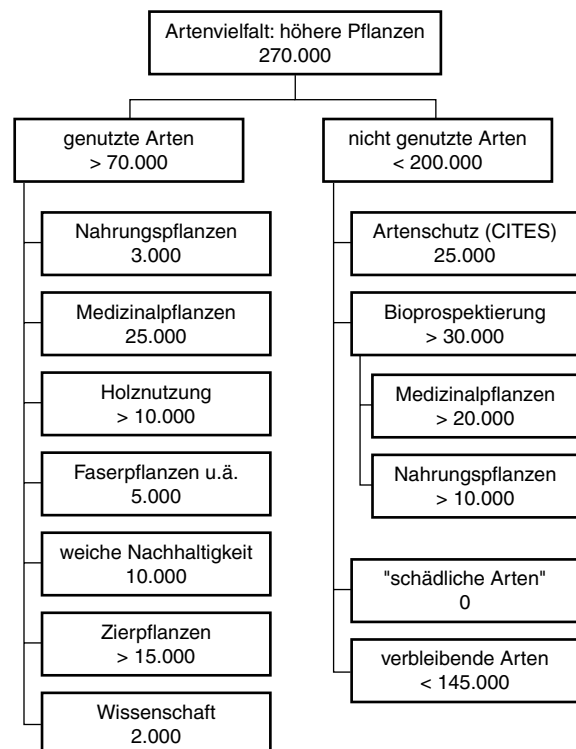 Artenvielfalt: höhere Pflanzen
270.000
genutzte Arten
> 70.000
Nahrungspflanzen
3.000
Medizinalpflanzen
25.000
Holznutzung
> 10.000
Faserpflanzen u.ä.
5.000
weiche Nachhaltigkeit
10.000
Zierpflanzen
> 15.000
Wissenschaft
2.000
nicht genutzte Arten
< 200.000
Artenschutz (CITES)
25.000
Bioprospektierung
> 30.000
Medizinalpflanzen
> 20.000
Nahrungspflanzen
> 10.000
"schädliche Arten"
0
verbleibende Arten
< 145.000